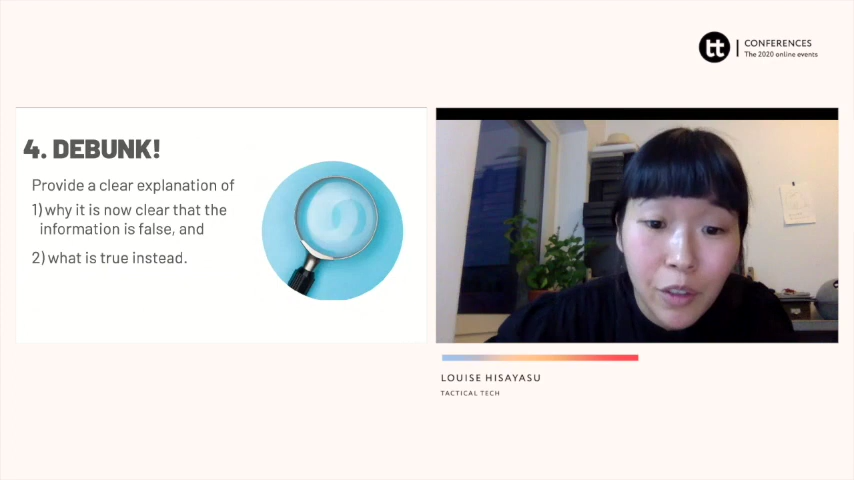 tt
CONFERENCES
The 2020 online events
4. DEBUNK!
Provide a clear explanation of
1) why it is now clear that the
information is false, and
2) what is true instead.
LOUISE HISAYASU
TACTICAL TECH